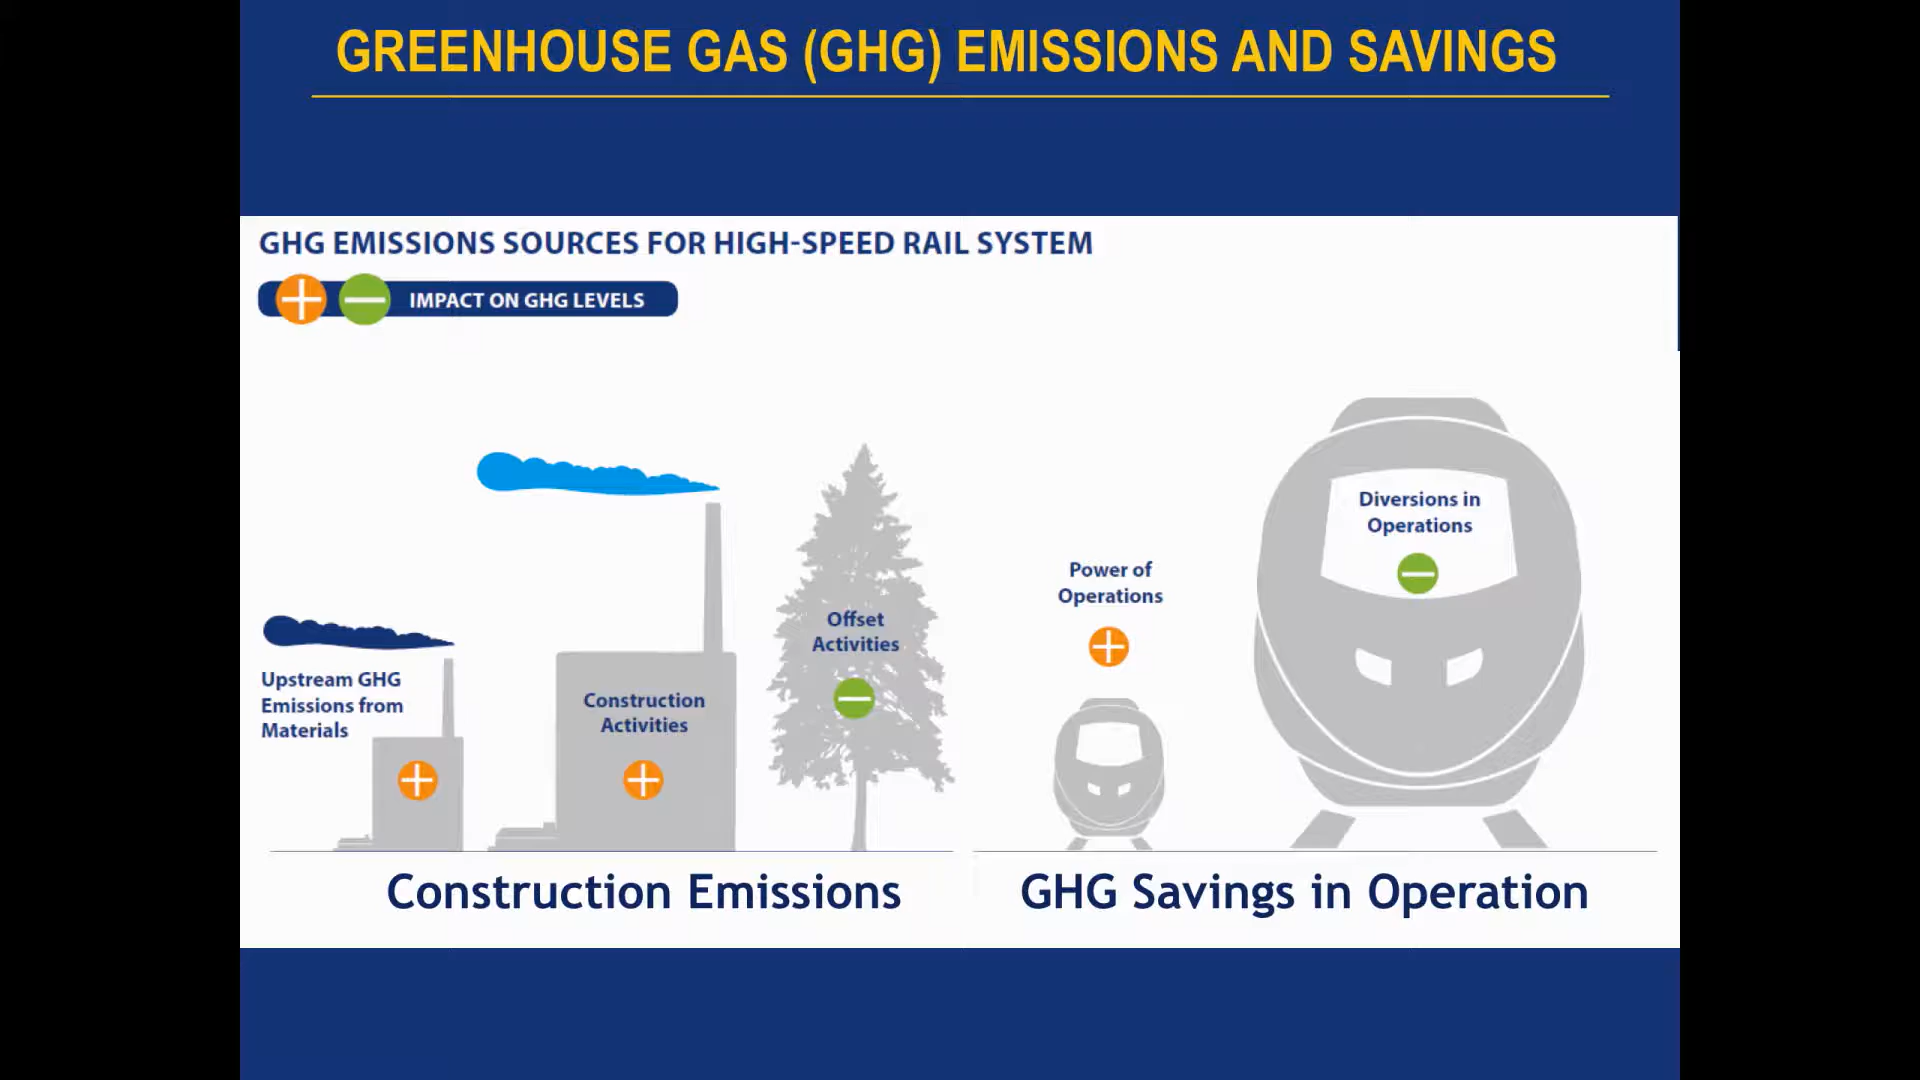 GREENHOUSE GAS (GHG) EMISSIONS AND SAVINGS
GHG EMISSIONS SOURCES FOR HIGH-SPEED RAIL SYSTEM
IMPACT ON GHG LEVELS
Upstream GHG
Emissions from
Materials
Construction
Activities
Offset
Activities
Power of
Operations
Diversions in
Operations
Construction Emissions
GHG Savings in Operation